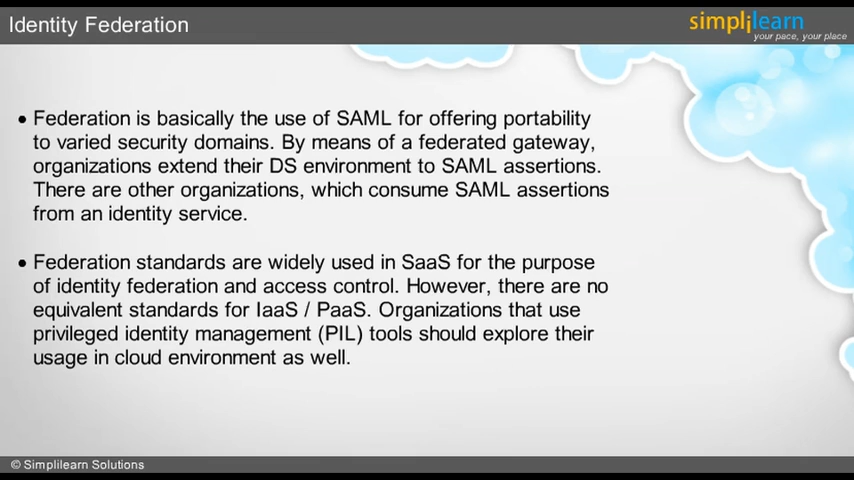 Identity Federation
simplilearn
your pace, your place
• Federation is basically the use of SAML for offering portability
to varied security domains. By means of a federated gateway,
organizations extend their DS environment to SAML assertions.
There are other organizations, which consume SAML assertions
from an identity service.
• Federation standards are widely used in SaaS for the purpose
of identity federation and access control. However, there are no
equivalent standards for IaaS / PaaS. Organizations that use
privileged identity management (PIL) tools should explore their
usage in cloud environment as well.
© Simplilearn Solutions